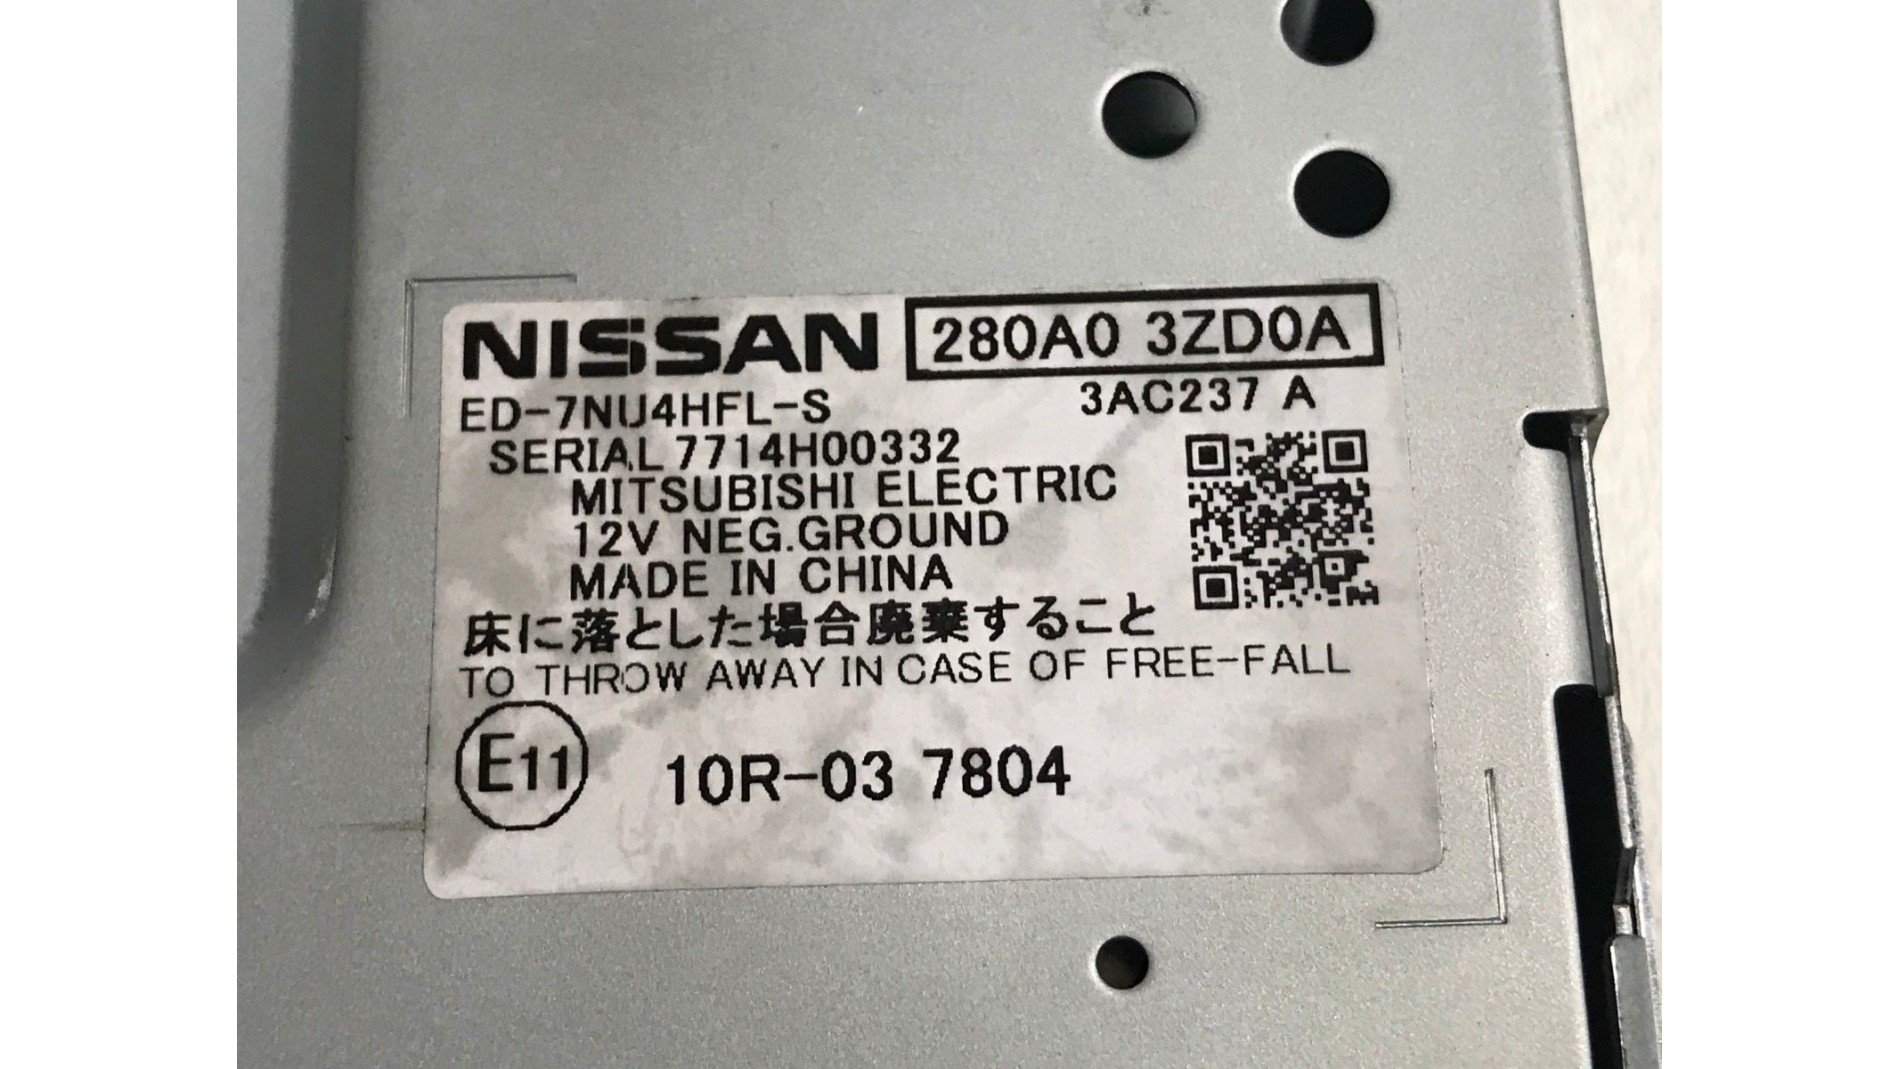 NISSAN 280A0 3ZD0A
ED-7NU4HFL-S 3AC237 A
SERIAL 7714H00332
MITSUBISHI ELECTRIC
12V NEG.GROUND
MADE IN CHINA
床に落とした場合廃棄すること
TO THROW AWAY IN CASE OF FREE-FALL
E11 10R-03 7804